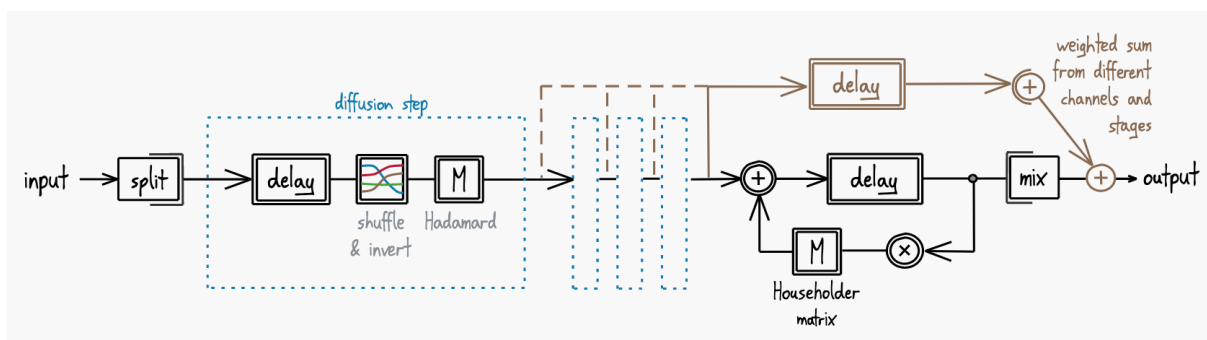 weighted sum
from different
channels and
stages
delay
+
diffusion step
input
split
delay
M
shuffle
& invert
Hadamard
+
delay
mix
+
output
M
×
Householder
matrix